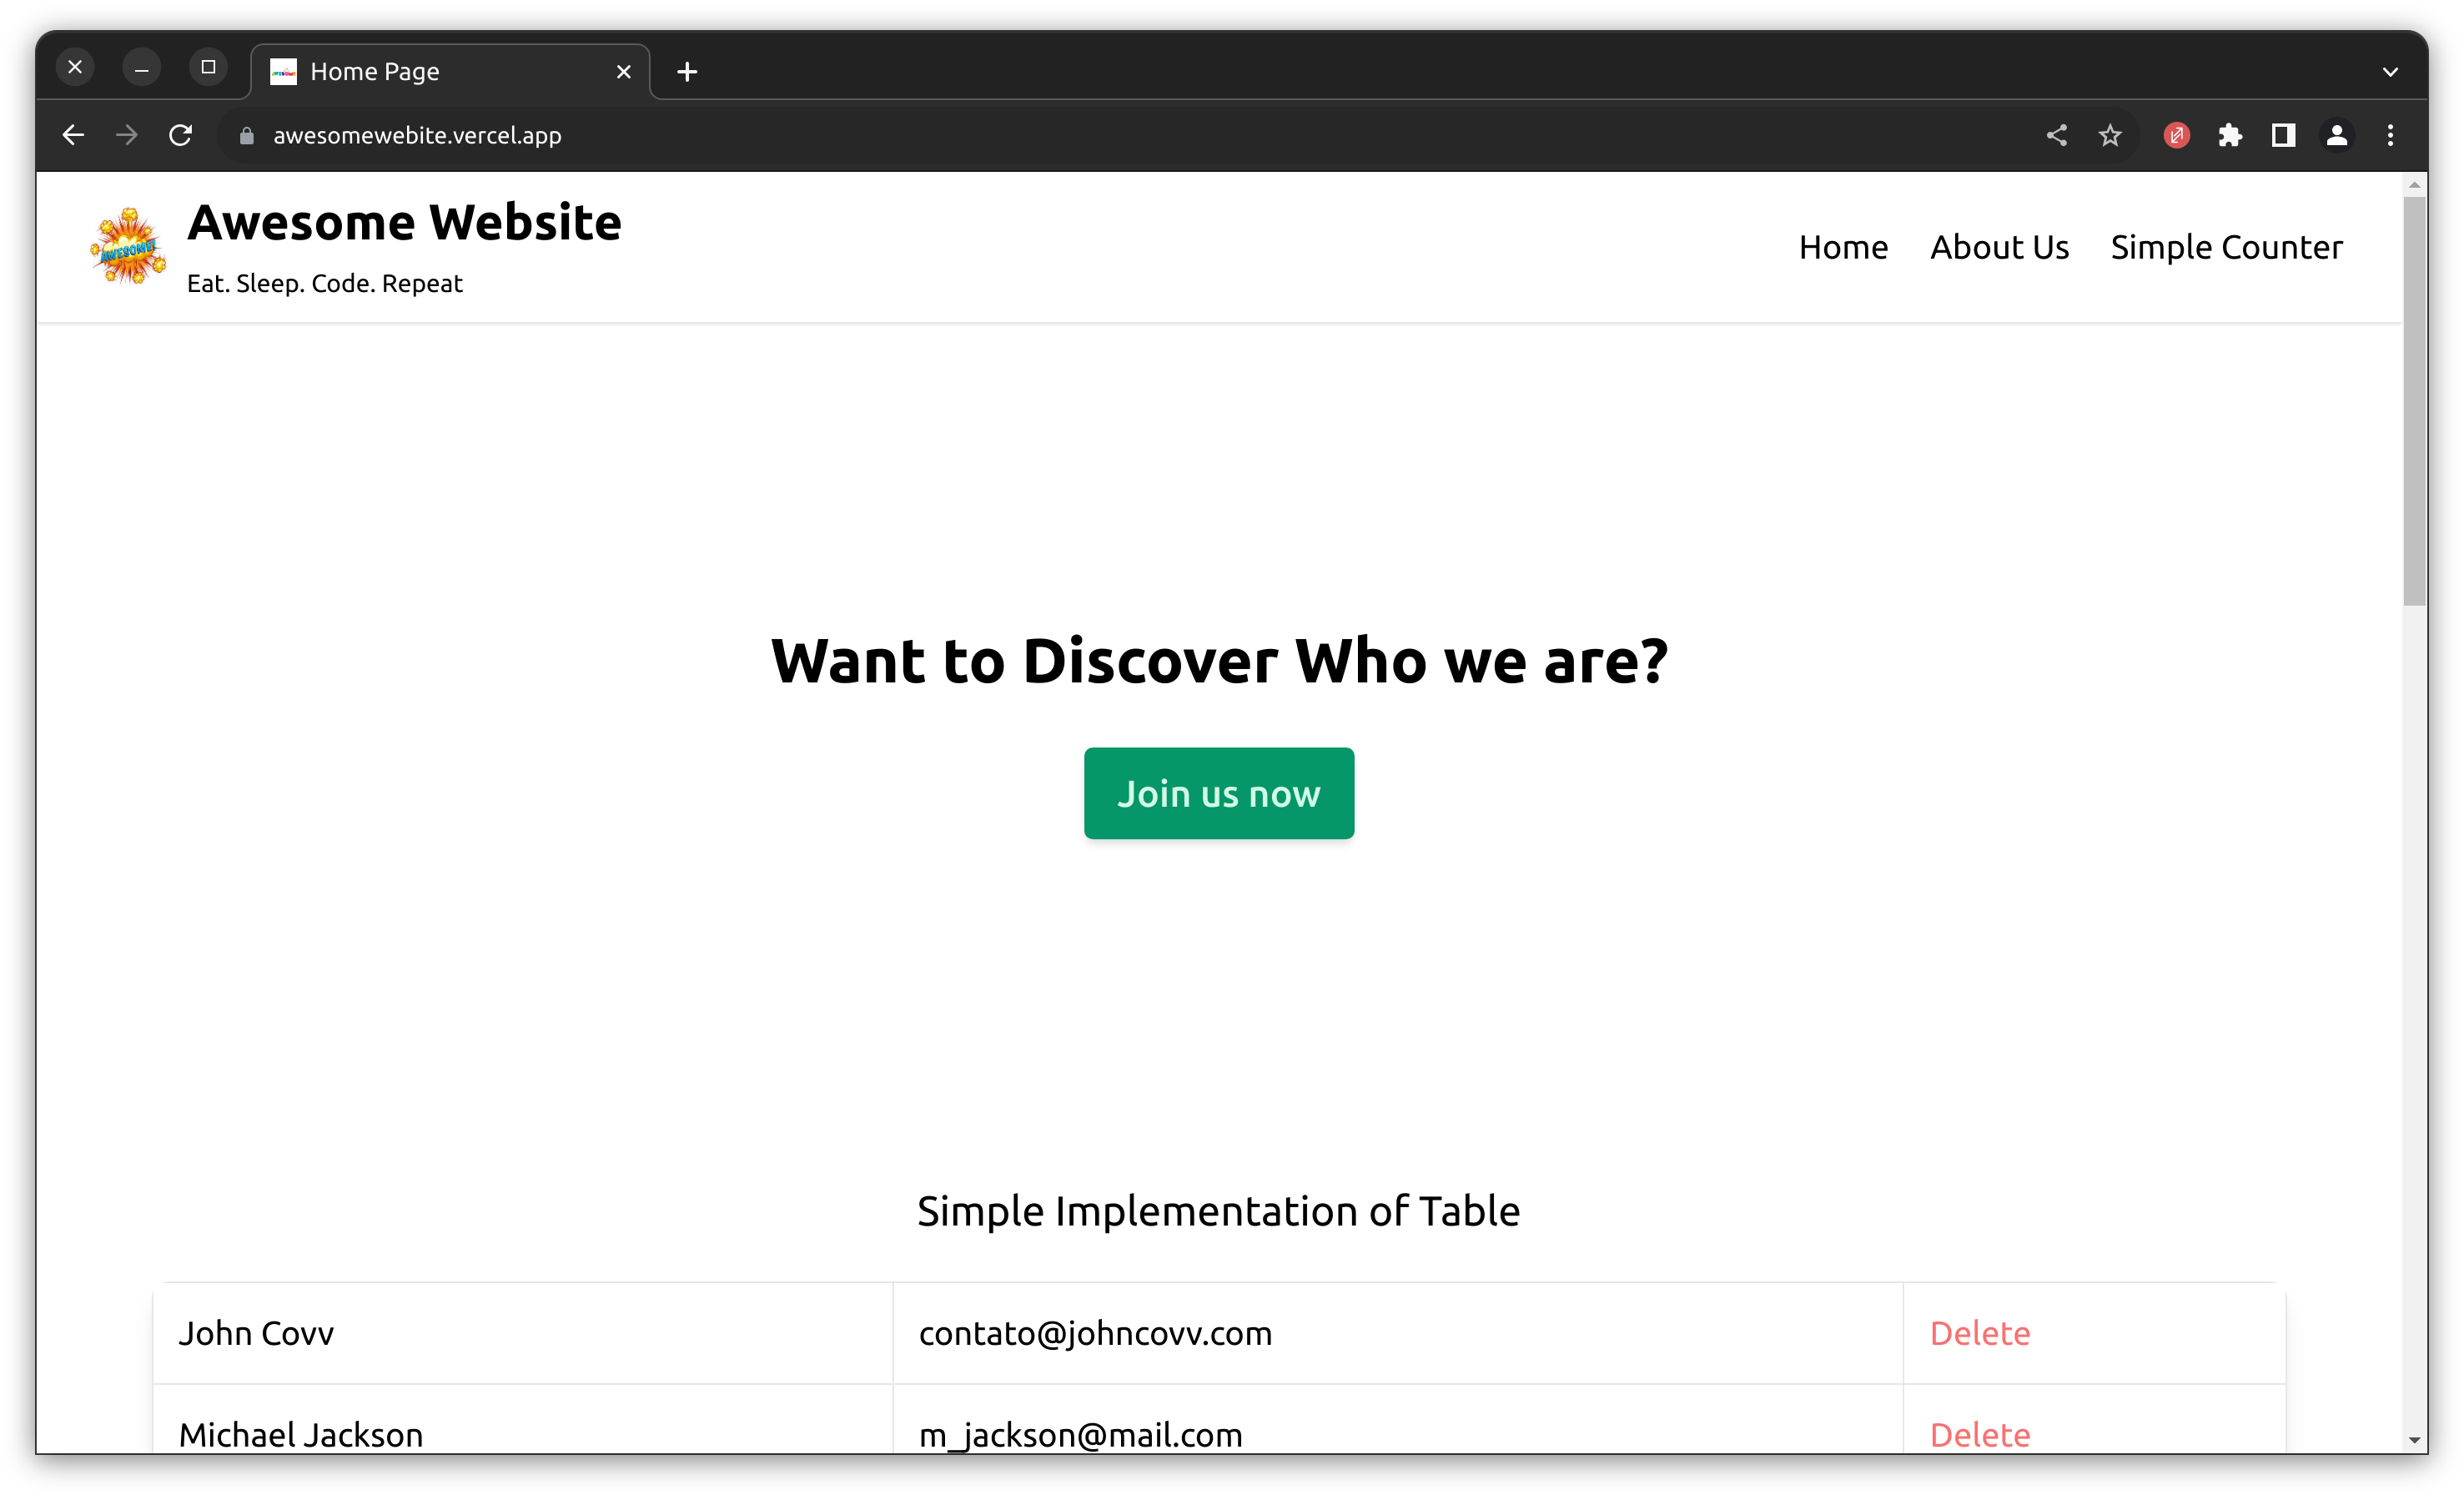 Home Page
awesomewebite.vercel.app
AWESOME!
Awesome Website
Eat. Sleep. Code. Repeat
Home About Us Simple Counter
Want to Discover Who we are?
Join us now
Simple Implementation of Table
John Covv contato@johncovv.com Delete
Michael Jackson m_jackson@mail.com Delete